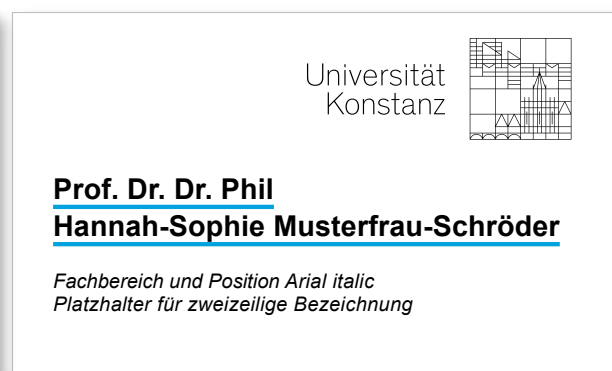 Universität
Konstanz
Prof. Dr. Dr. Phil
Hannah-Sophie Musterfrau-Schröder
Fachbereich und Position Arial italic
Platzhalter für zweizeilige Bezeichnung